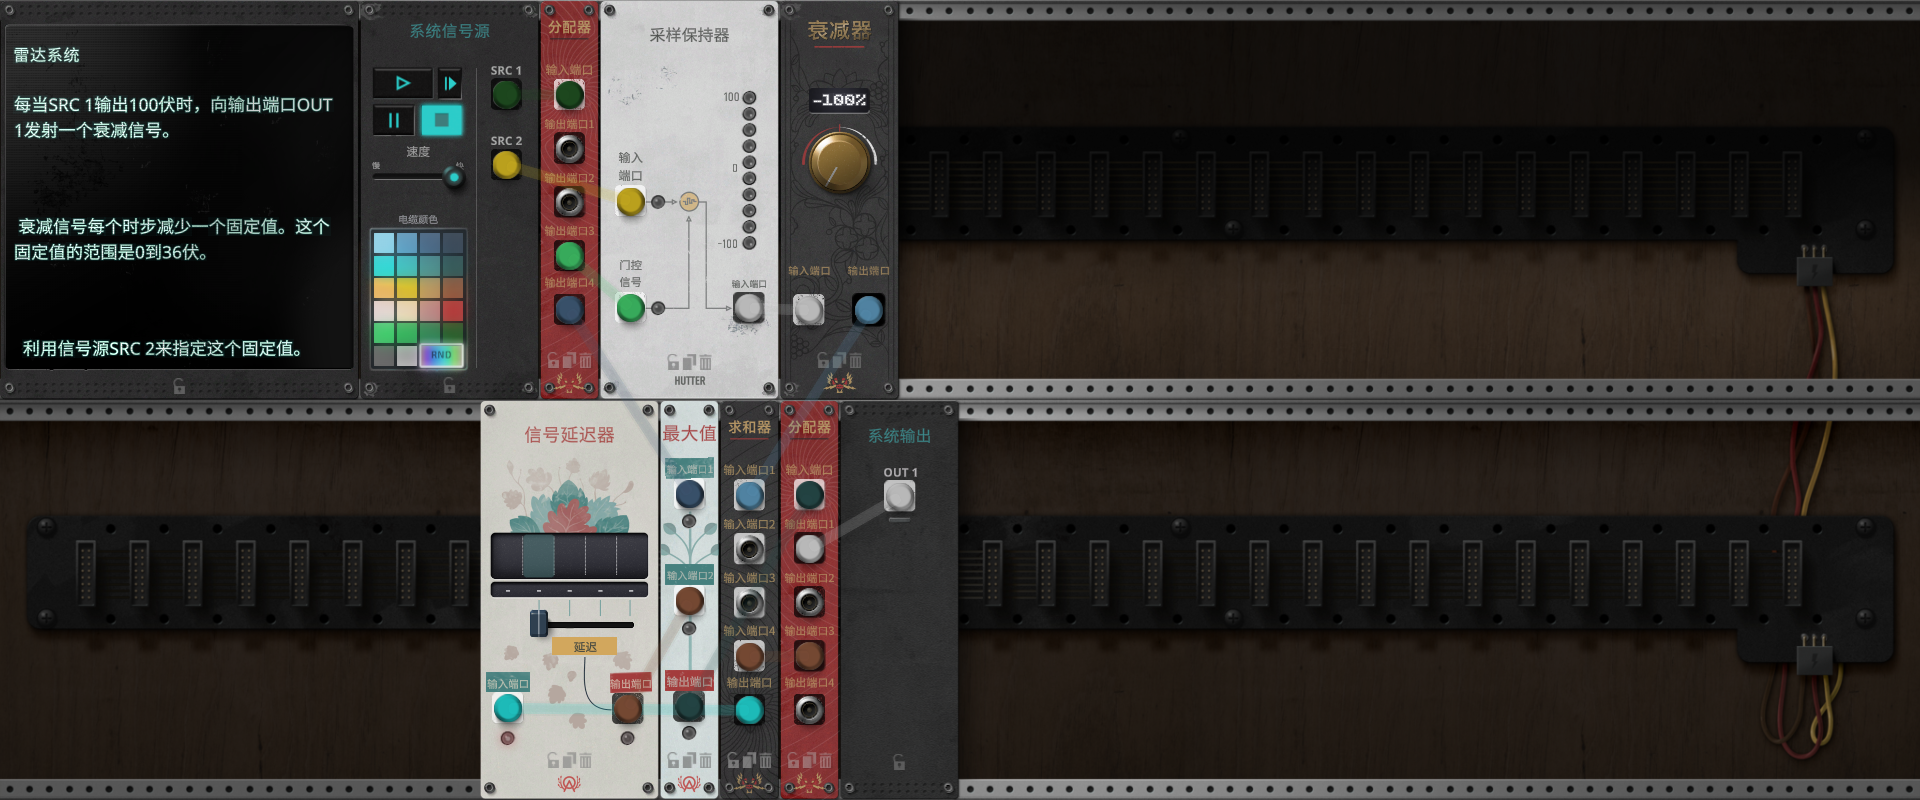 雷达系统
每当SRC 1输出100伏时，向输出端口OUT
1发射一个衰减信号。
衰减信号每个时步减少一个固定值。这个
固定值的范围是0到36伏。
利用信号源SRC 2来指定这个固定值。
系统信号源
SRC 1
SRC 2
速度
慢
快
电缆颜色
RND
分配器
输入端口
输出端口1
输出端口2
输出端口3
输出端口4
采样保持器
100
0
-100
输入
端口
门控
信号
输入端口
HUTTER
衰减器
-100%
输入端口
输出端口
信号延迟器
延迟
输入端口
输出端口
最大值
输入端口1
输入端口2
输出端口
求和器
输入端口1
输入端口2
输入端口3
输入端口4
输出端口
分配器
输入端口
输出端口1
输出端口2
输出端口3
输出端口4
系统输出
OUT 1